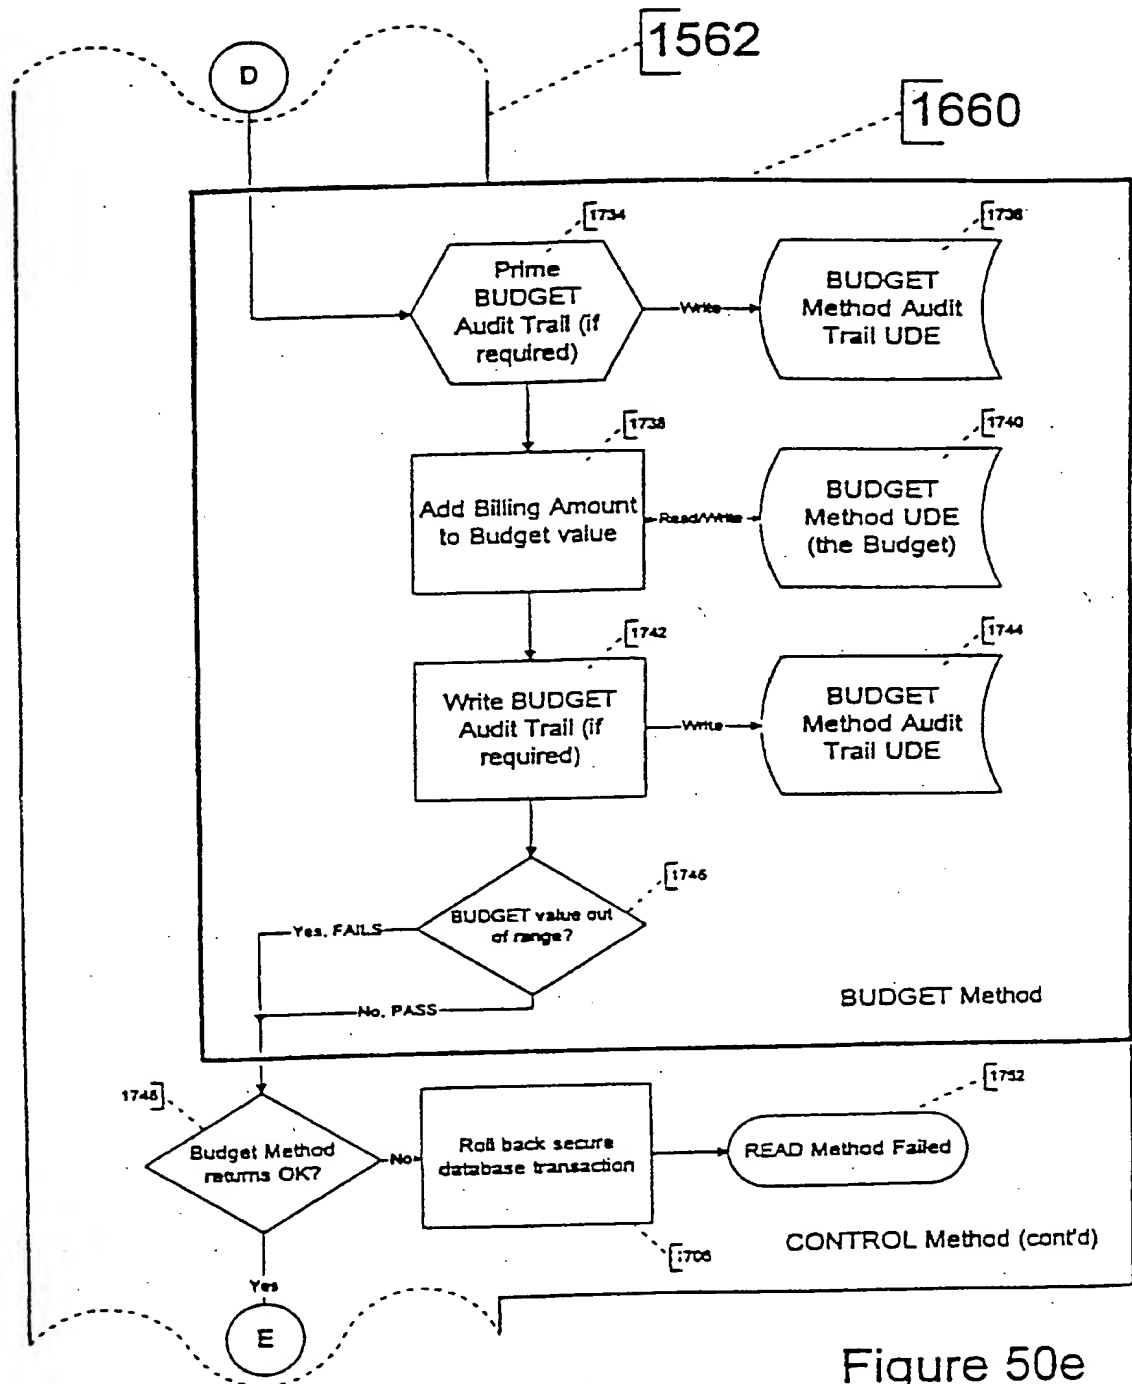 1562
D
1660
1734
1736
Prime
BUDGET
Audit Trail (if
required)
Write
BUDGET
Method Audit
Trail UDE
1738
1740
Add Billing Amount
to Budget value
Read/Write
BUDGET
Method UDE
(the Budget)
1742
1744
Write BUDGET
Audit Trail (if
required)
Write
BUDGET
Method Audit
Trail UDE
1746
BUDGET value out
of range?
Yes, FAILS
No, PASS
BUDGET Method
1748
1752
Budget Method
returns OK?
No
Roll back secure
database transaction
READ Method Failed
1706
CONTROL Method (cont'd)
Yes
E
Figure 50e